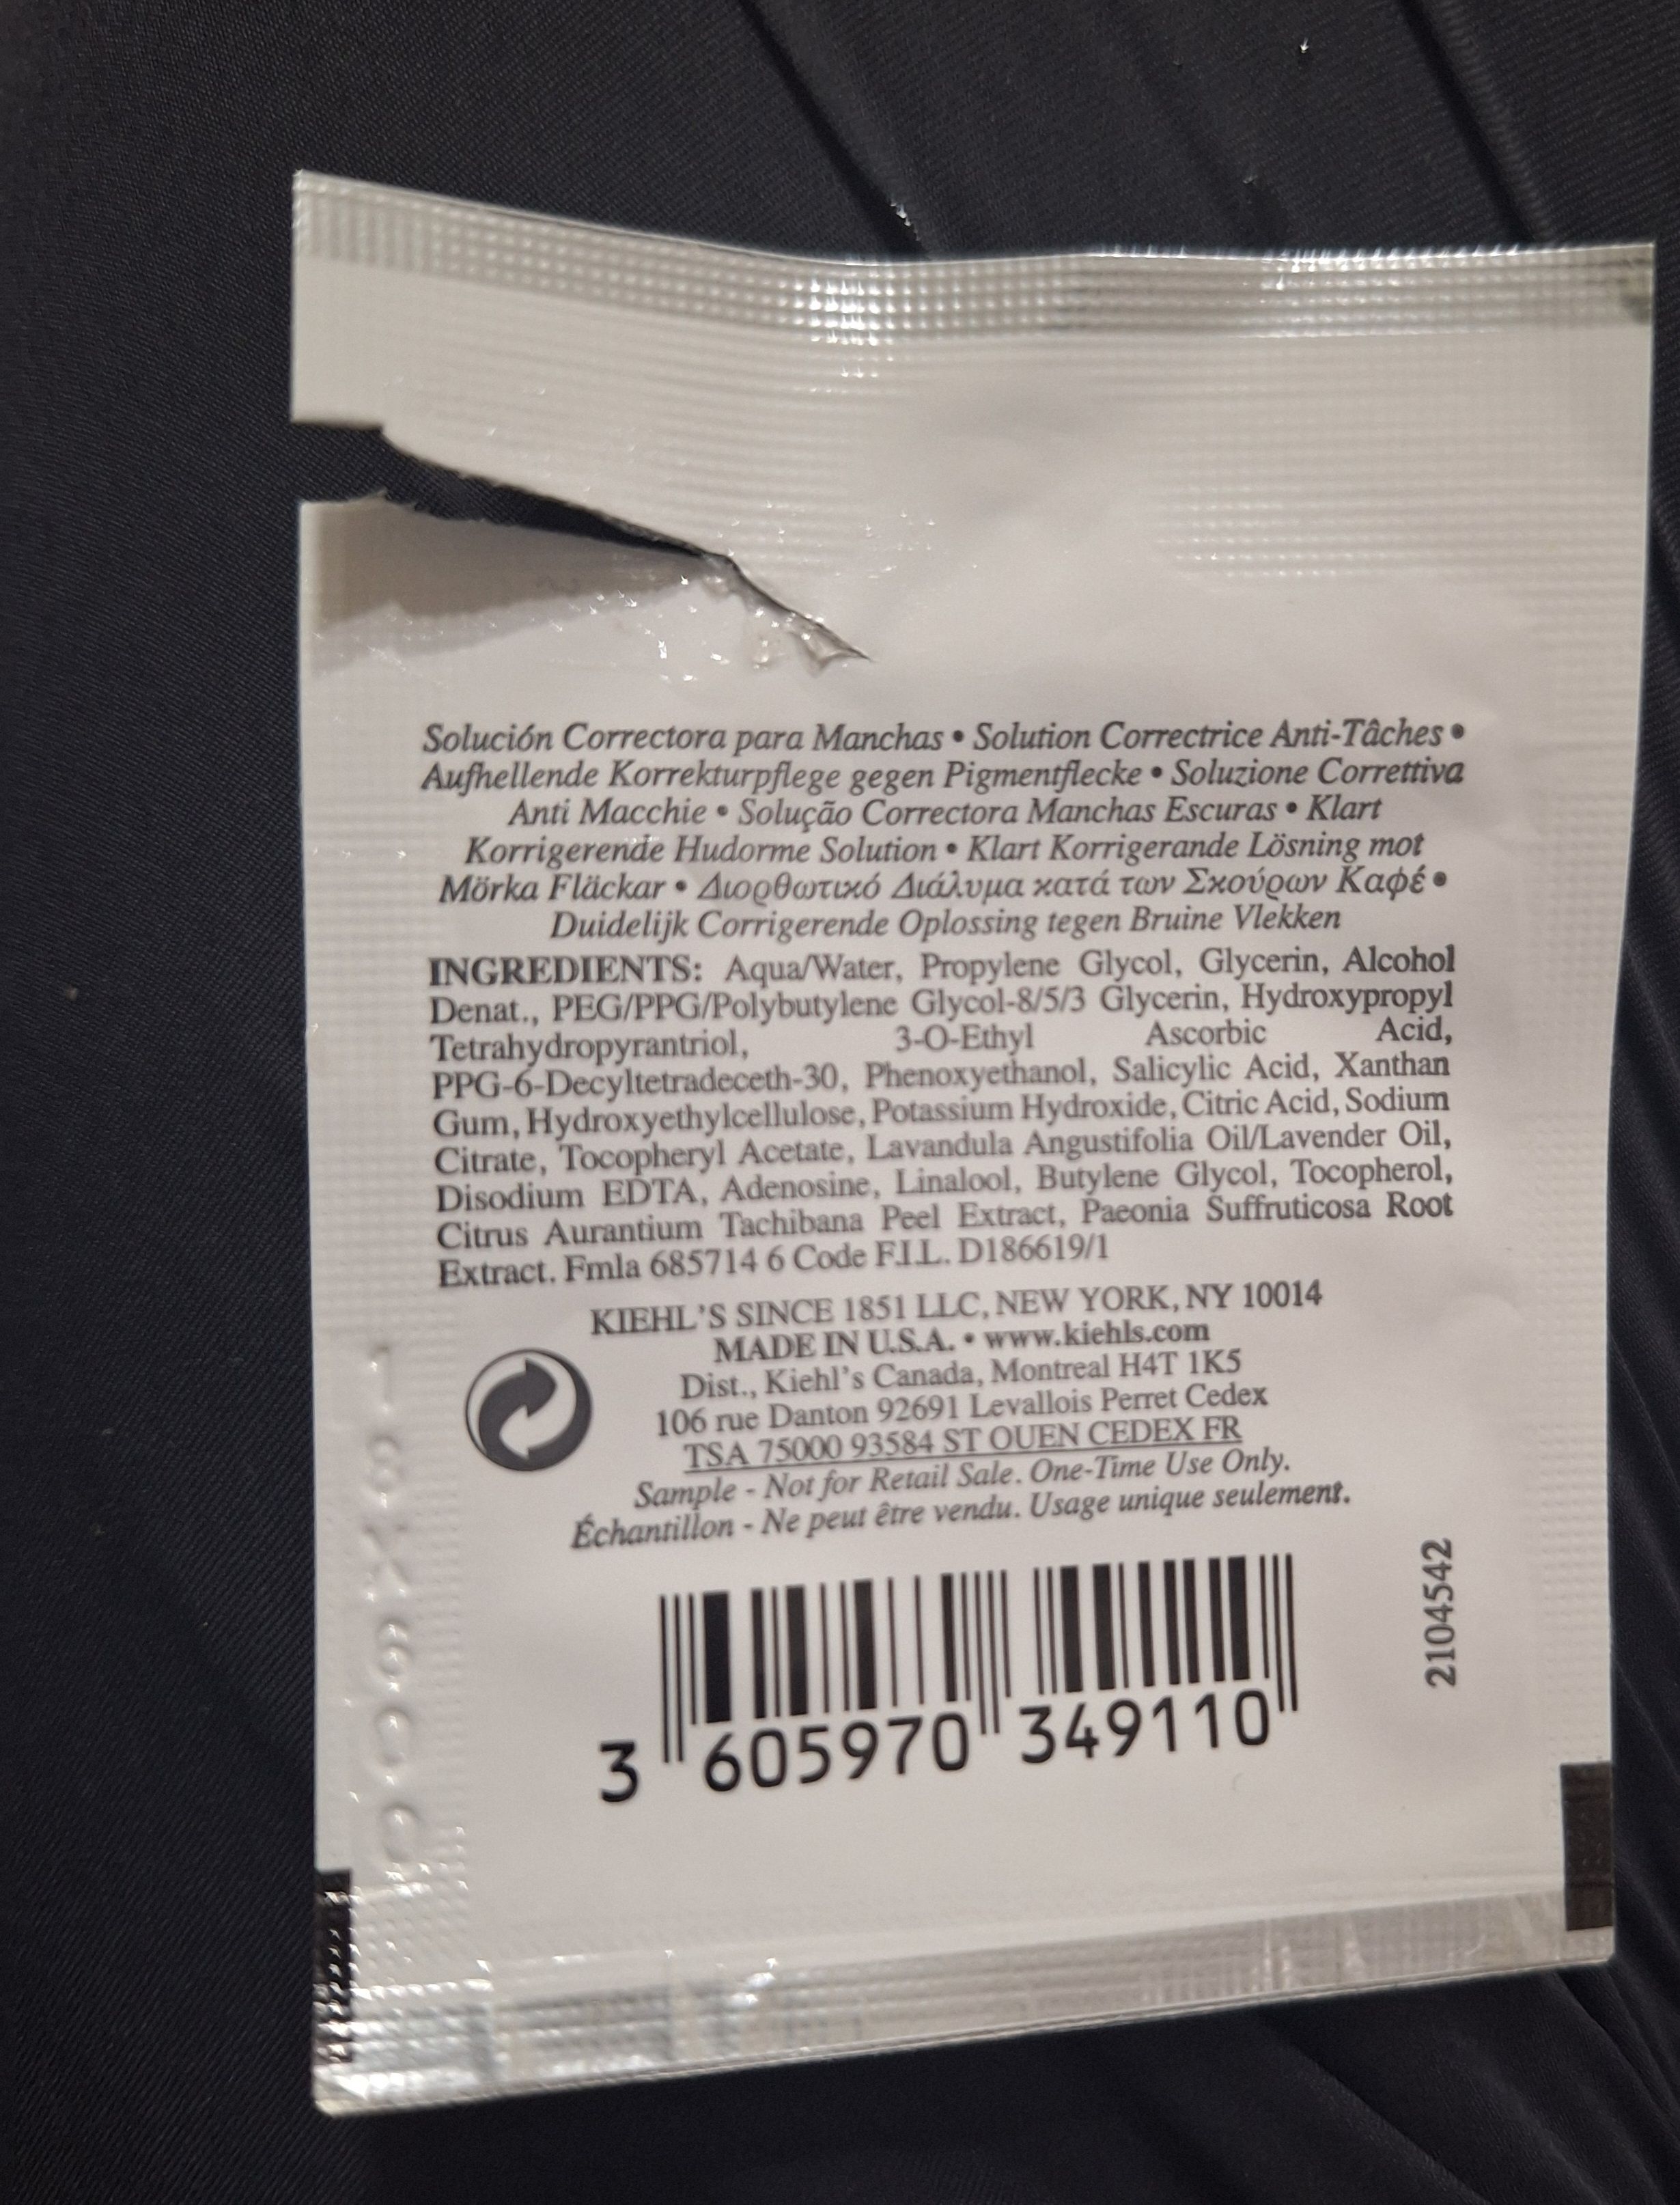 Solución Correctora para Manchas • Solution Correctrice Anti-Tâches •
Aufhellende Korrekturpflege gegen Pigmentflecke • Soluzione Correttiva
Anti Macchie • Solução Correctora Manchas Escuras • Klart
Korrigerende Hudorme Solution • Klart Korrigerande Lösning mot
Mörka Fläckar • Διορθωτικό Διάλυμα κατά των Σκούρων Καφέ •
Duidelijk Corrigerende Oplossing tegen Bruine Vlekken
INGREDIENTS: Aqua/Water, Propylene Glycol, Glycerin, Alcohol
Denat., PEG/PPG/Polybutylene Glycol-8/5/3 Glycerin, Hydroxypropyl
Tetrahydropyrantriol, 3-O-Ethyl Ascorbic Acid,
PPG-6-Decyltetradeceth-30, Phenoxyethanol, Salicylic Acid, Xanthan
Gum, Hydroxyethylcellulose, Potassium Hydroxide, Citric Acid, Sodium
Citrate, Tocopheryl Acetate, Lavandula Angustifolia Oil/Lavender Oil,
Disodium EDTA, Adenosine, Linalool, Butylene Glycol, Tocopherol,
Citrus Aurantium Tachibana Peel Extract, Paeonia Suffruticosa Root
Extract. Fmla 685714 6 Code F.I.L. D186619/1
KIEHL'S SINCE 1851 LLC, NEW YORK, NY 10014
MADE IN U.S.A. • www.kiehls.com
Dist., Kiehl's Canada, Montreal H4T 1K5
106 rue Danton 92691 Levallois Perret Cedex
TSA 75000 93584 ST OUEN CEDEX FR
Sample - Not for Retail Sale. One-Time Use Only.
Échantillon - Ne peut être vendu. Usage unique seulement.
3 605970 349110
2104542